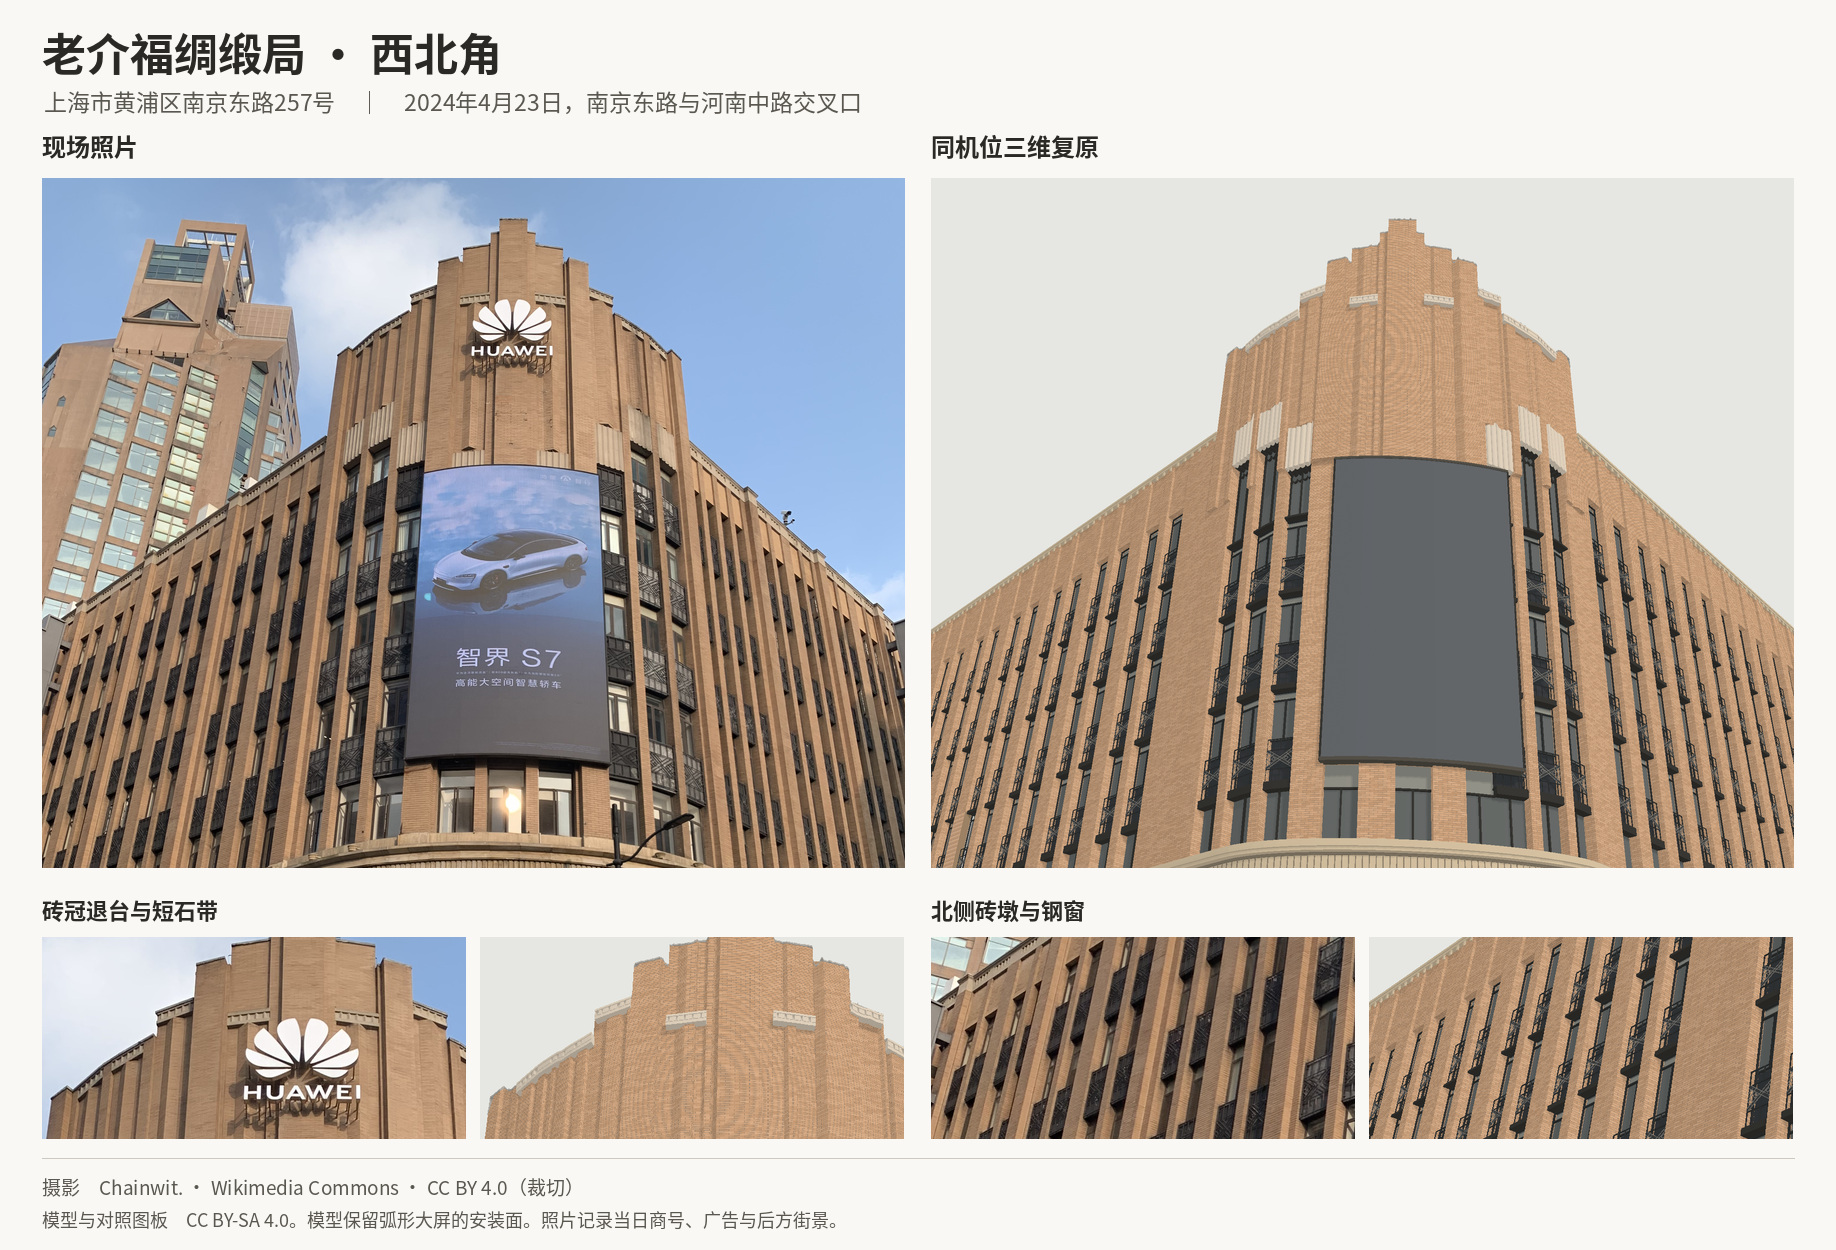 老介福绸缎局 · 西北角
上海市黄浦区南京东路257号 | 2024年4月23日，南京东路与河南中路交叉口
现场照片
同机位三维复原
HUAWEI
智界 S7
高能大空间智慧轿车
砖冠退台与短石带
北侧砖墩与钢窗
HUAWEI
摄影 Chainwit. · Wikimedia Commons · CC BY 4.0（裁切）
模型与对照图板 CC BY-SA 4.0。模型保留弧形大屏的安装面。照片记录当日商号、广告与后方街景。